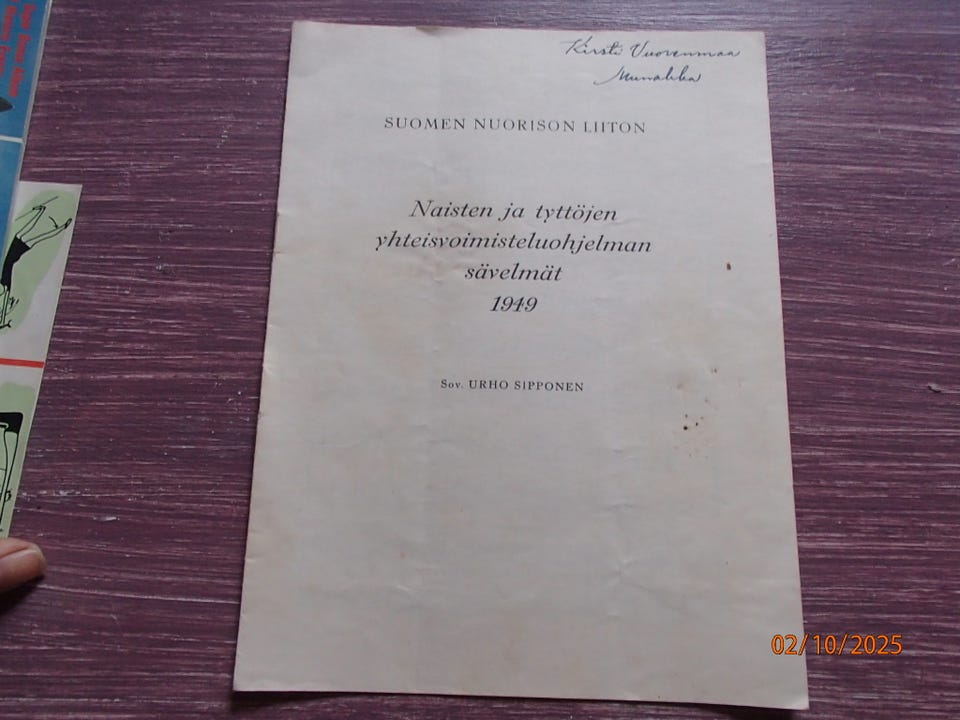 Kirsti Vuorenmaa
Munakka
SUOMEN NUORISON LIITON
Naisten ja tyttöjen
yhteisvoimisteluohjelman
sävelmät
1949
Sov. URHO SIPPONEN
02/10/2025